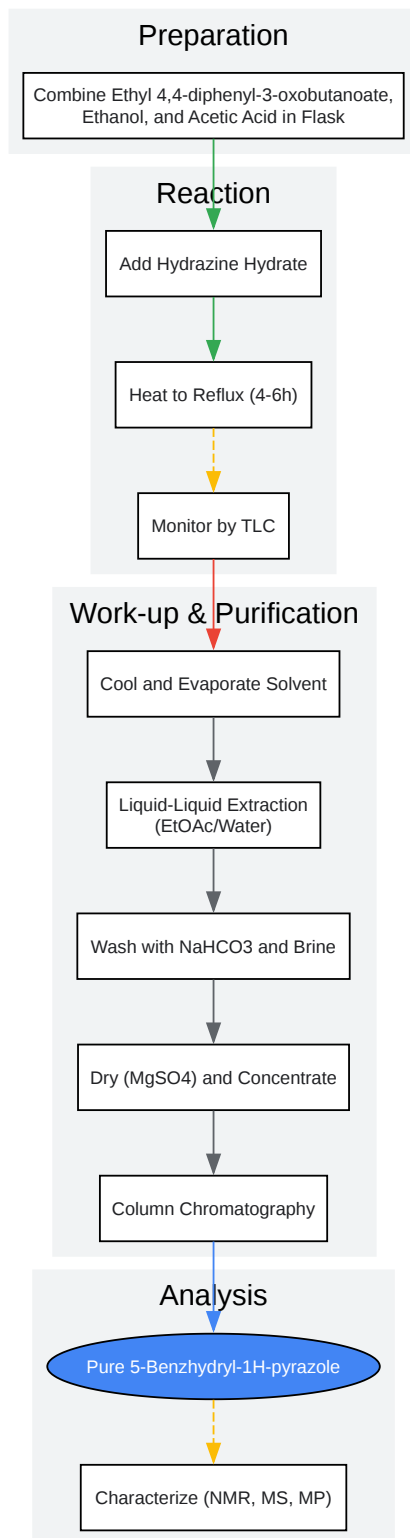 Preparation
Combine Ethyl 4,4-diphenyl-3-oxobutanoate,
Ethanol, and Acetic Acid in Flask
Reaction
Add Hydrazine Hydrate
Heat to Reflux (4-6h)
Monitor by TLC
Work-up & Purification
Cool and Evaporate Solvent
Liquid-Liquid Extraction
(EtOAc/Water)
Wash with NaHCO3 and Brine
Dry (MgSO4) and Concentrate
Column Chromatography
Analysis
Pure 5-Benzhydryl-1H-pyrazole
Characterize (NMR, MS, MP)